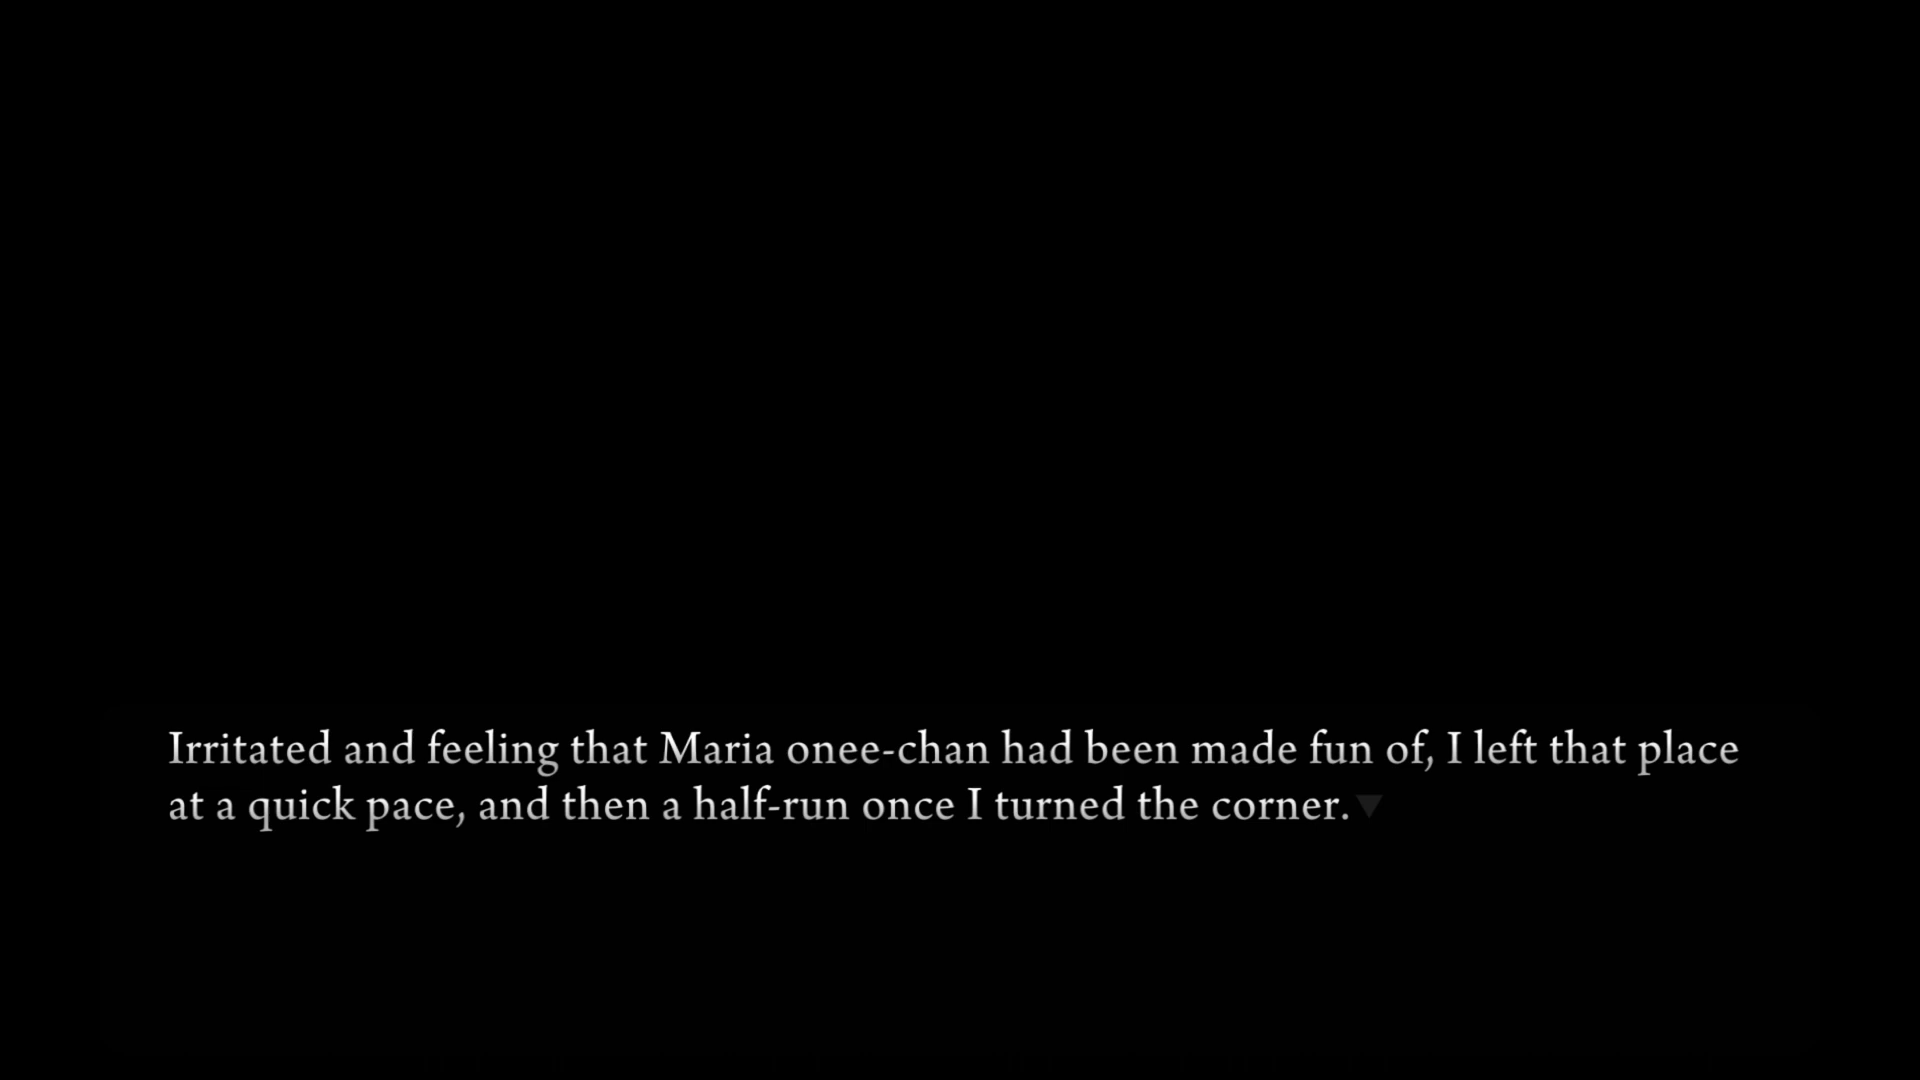 Irritated and feeling that Maria onee-chan had been made fun of, I left that place
at a quick pace, and then a half-run once I turned the corner.